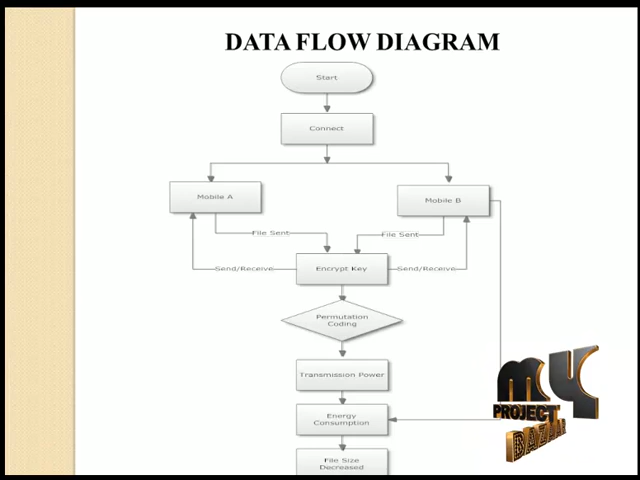 DATA FLOW DIAGRAM
Start
Connect
Mobile A
Mobile B
File Sent
File Sent
Send/Receive
Encrypt Key
Send/Receive
Permutation
Coding
Transmission Power
Energy
Consumption
File Size
Decreased
MY
PROJECT
BAZAAR